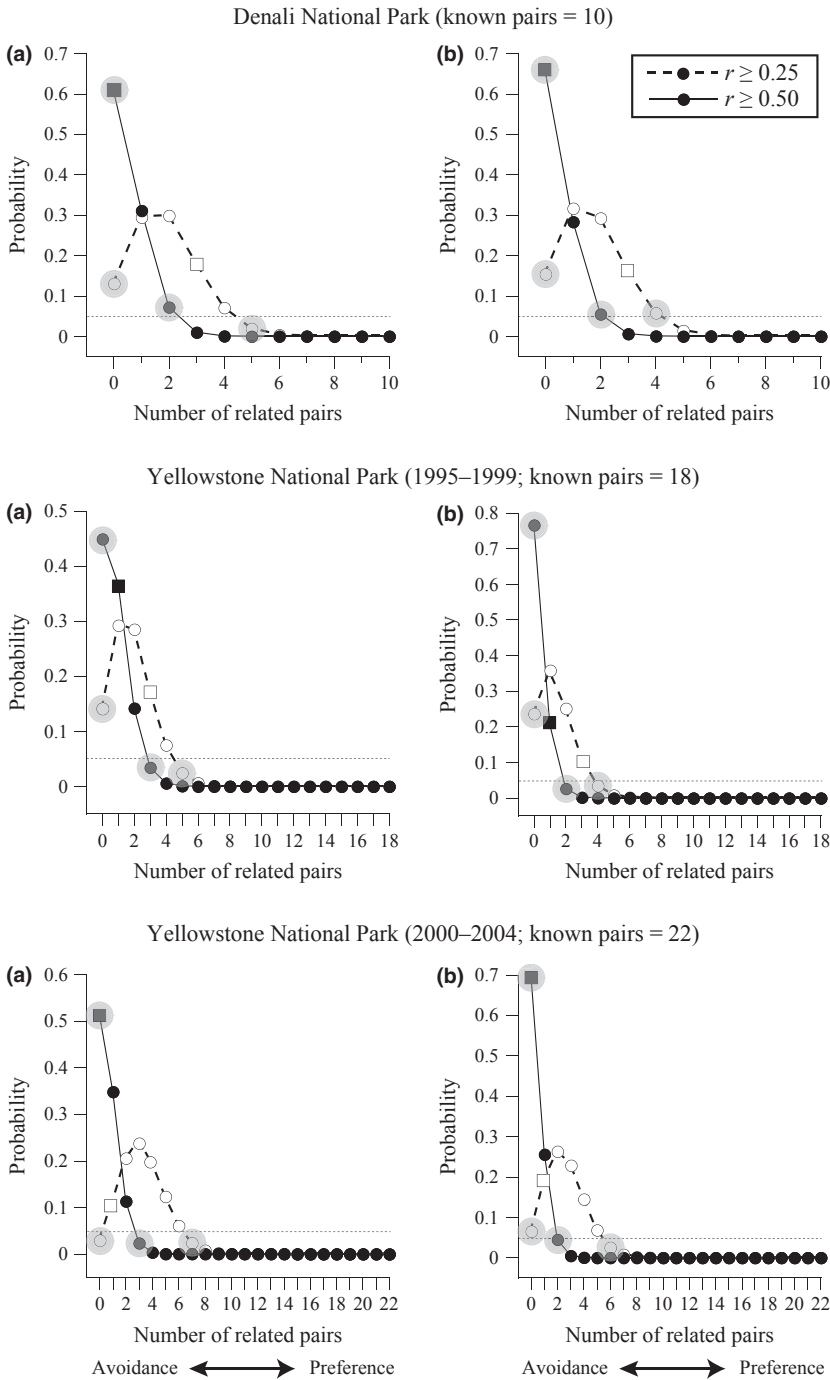 Denali National Park (known pairs = 10)
(a)
0.7
0.6
0.5
0.4
0.3
0.2
0.1
0
Probability
0 2 4 6 8 10
Number of related pairs
(b)
0.7
0.6
0.5
0.4
0.3
0.2
0.1
0
Probability
r ≥ 0.25
r ≥ 0.50
0 2 4 6 8 10
Number of related pairs
Yellowstone National Park (1995–1999; known pairs = 18)
(a)
0.5
0.4
0.3
0.2
0.1
0
Probability
0 2 4 6 8 10 12 14 16 18
Number of related pairs
(b)
0.8
0.7
0.6
0.5
0.4
0.3
0.2
0.1
0
Probability
0 2 4 6 8 10 12 14 16 18
Number of related pairs
Yellowstone National Park (2000–2004; known pairs = 22)
(a)
0.6
0.5
0.4
0.3
0.2
0.1
0
Probability
0 2 4 6 8 10 12 14 16 18 20 22
Number of related pairs
Avoidance Preference
(b)
0.7
0.6
0.5
0.4
0.3
0.2
0.1
0
Probability
0 2 4 6 8 10 12 14 16 18 20 22
Number of related pairs
Avoidance Preference